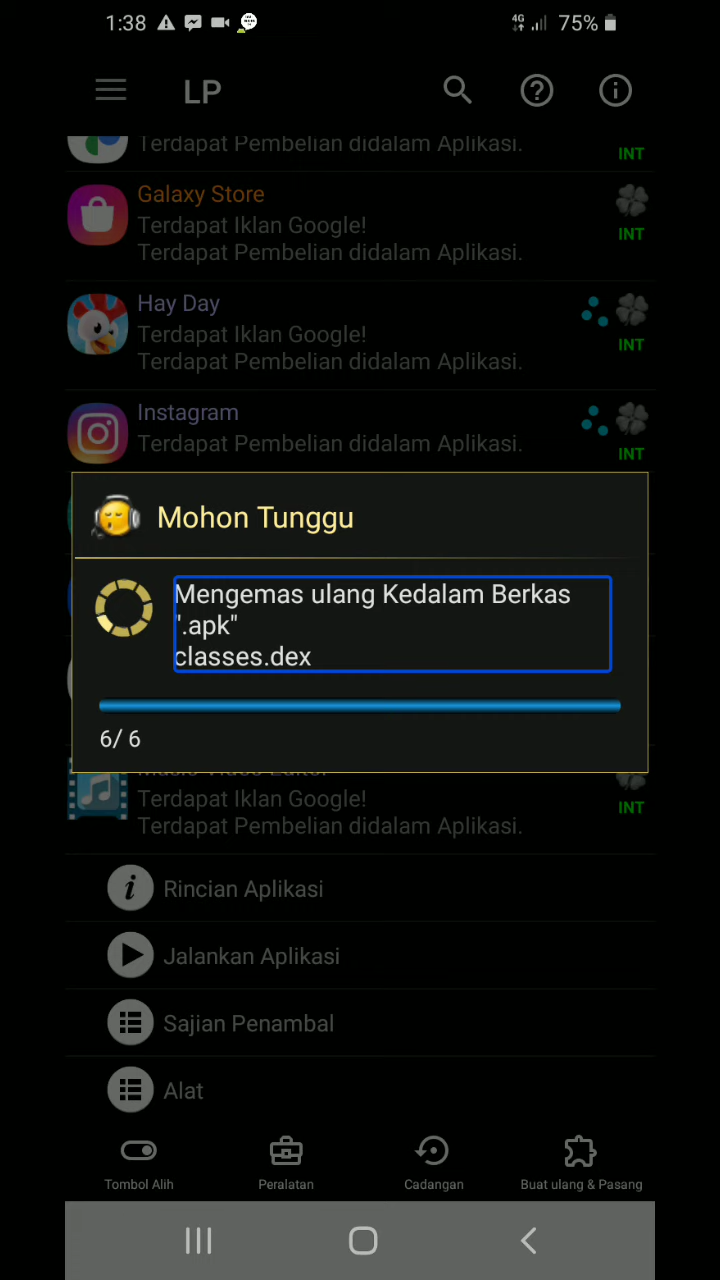 1:38
4G
75%
LP
Terdapat Pembelian didalam Aplikasi.
INT
Galaxy Store
Terdapat Iklan Google!
Terdapat Pembelian didalam Aplikasi.
INT
Hay Day
Terdapat Iklan Google!
Terdapat Pembelian didalam Aplikasi.
INT
Instagram
Terdapat Pembelian didalam Aplikasi.
INT
Mohon Tunggu
Mengemas ulang Kedalam Berkas
".apk"
classes.dex
6/ 6
Music Video Editor
Terdapat Iklan Google!
Terdapat Pembelian didalam Aplikasi.
INT
Rincian Aplikasi
Jalankan Aplikasi
Sajian Penambal
Alat
Tombol Alih
Peralatan
Cadangan
Buat ulang & Pasang